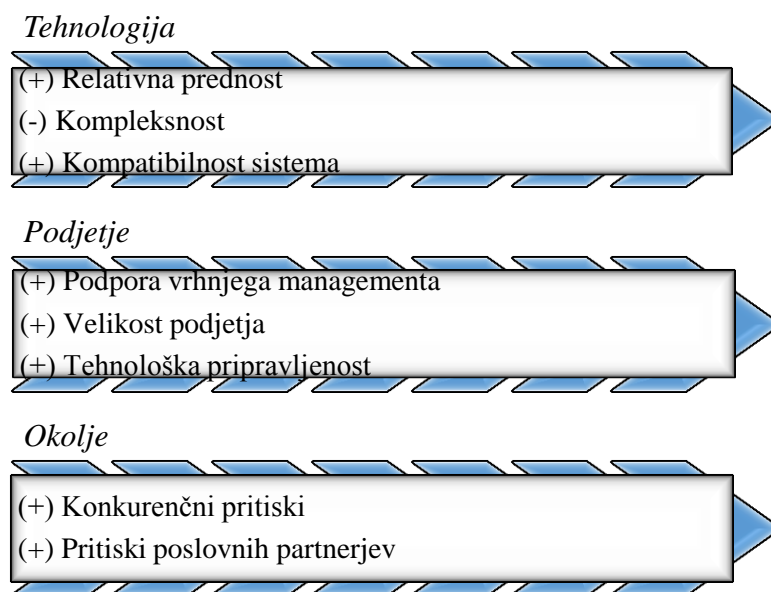 Tehnologija
(+) Relativna prednost
(-) Kompleksnost
(+) Kompatibilnost sistema
Podjetje
(+) Podpora vrhnjega managementa
(+) Velikost podjetja
(+) Tehnološka pripravljenost
Okolje
(+) Konkurenčni pritiski
(+) Pritiski poslovnih partnerjev